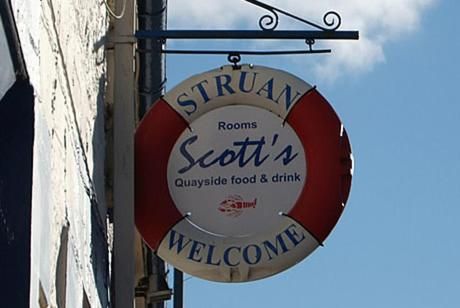 STRUAN
Rooms
Scott's
Quayside food & drink
WELCOME